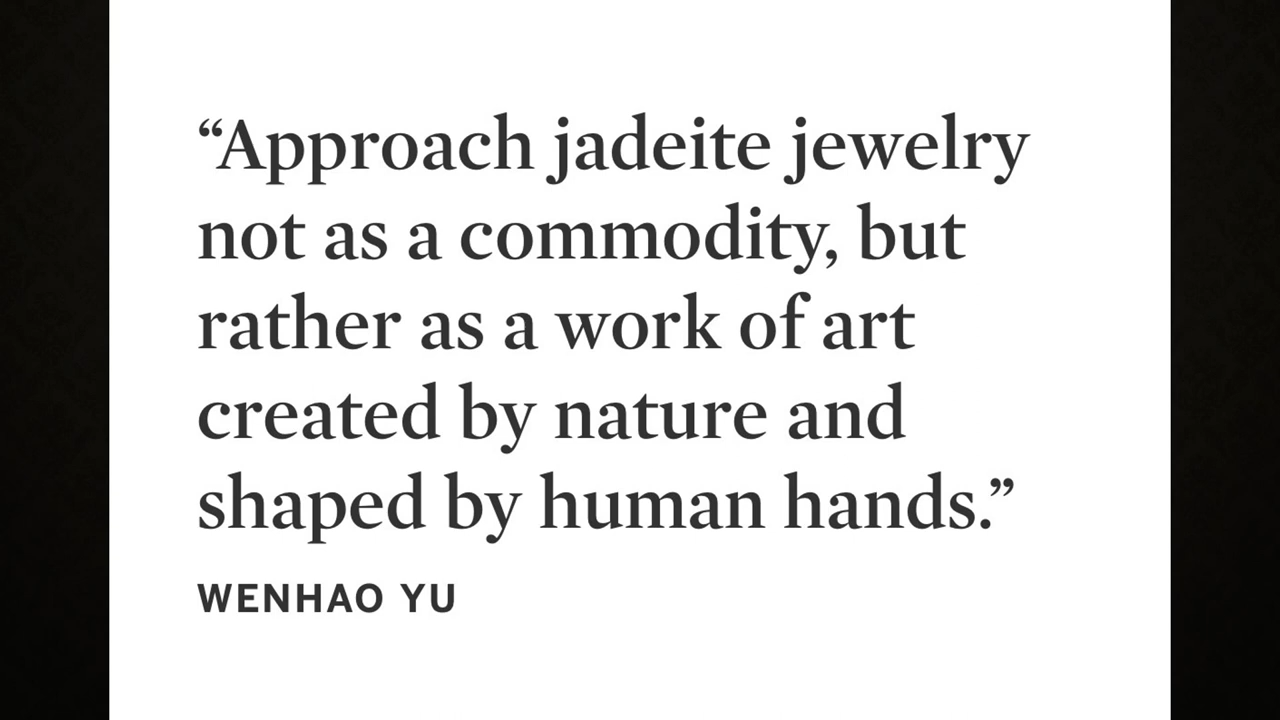 “Approach jadeite jewelry
not as a commodity, but
rather as a work of art
created by nature and
shaped by human hands.”
WENHAO YU